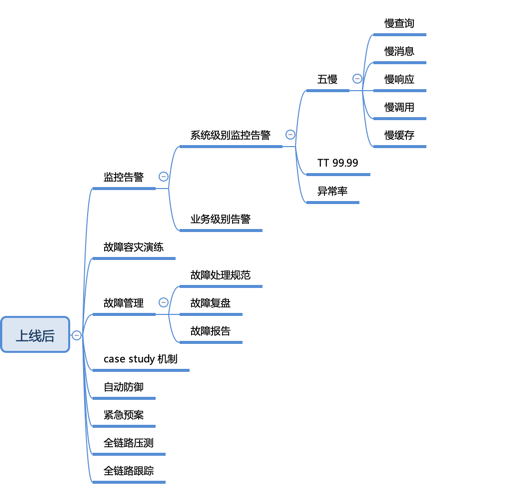 上线后
监控告警
系统级别监控告警
五慢
慢查询
慢消息
慢响应
慢调用
慢缓存
TT 99.99
异常率
业务级别告警
故障容灾演练
故障管理
故障处理规范
故障复盘
故障报告
case study 机制
自动防御
紧急预案
全链路压测
全链路跟踪